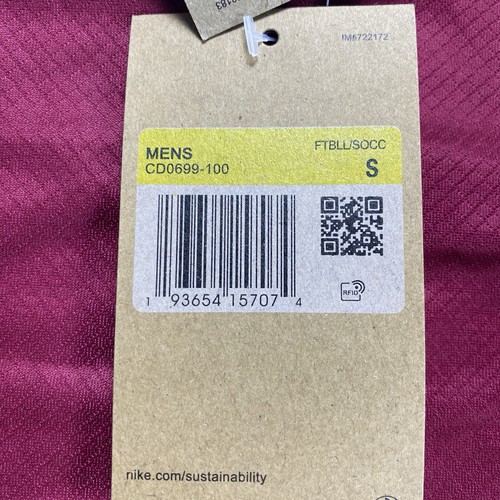 IM6722172
MENS
FTBLL/SOCC
CD0699-100
S
1 93654 15707 4
RFID
nike.com/sustainability